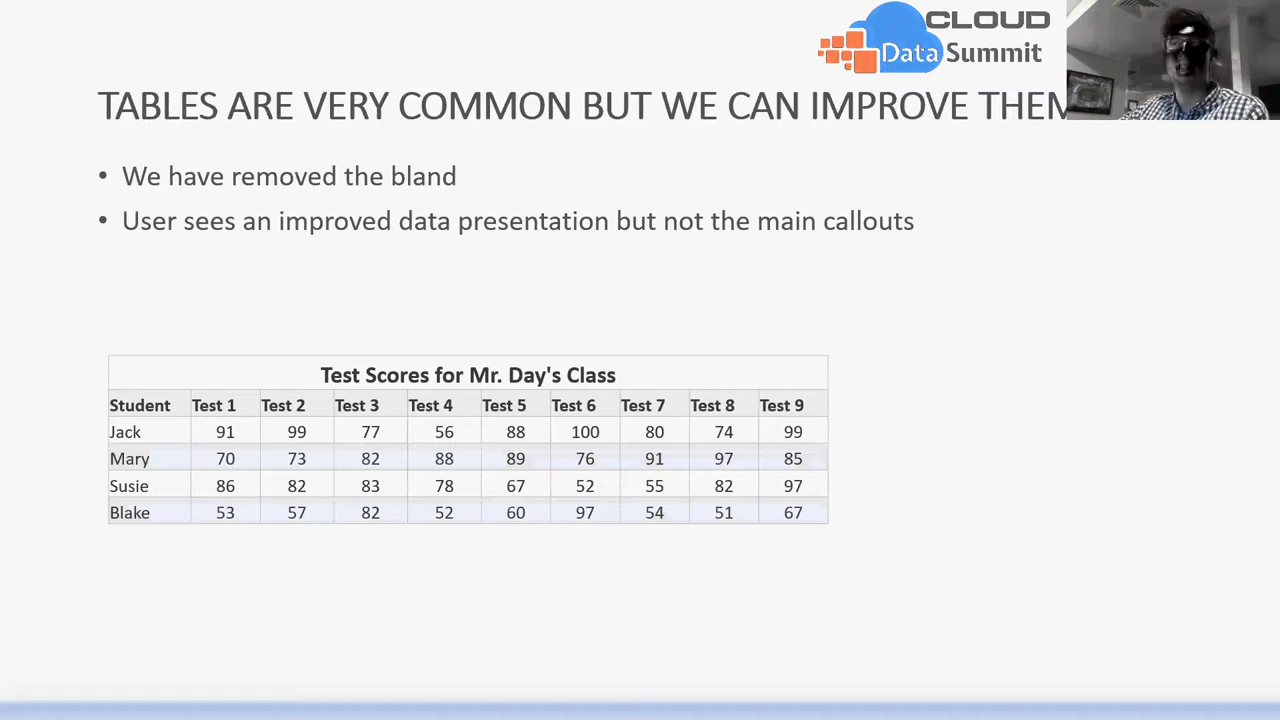 CLOUD
Data Summit
TABLES ARE VERY COMMON BUT WE CAN IMPROVE THEM
• We have removed the bland
• User sees an improved data presentation but not the main callouts
Test Scores for Mr. Day's Class
Student Test 1 Test 2 Test 3 Test 4 Test 5 Test 6 Test 7 Test 8 Test 9
Jack 91 99 77 56 88 100 80 74 99
Mary 70 73 82 88 89 76 91 97 85
Susie 86 82 83 78 67 52 55 82 97
Blake 53 57 82 52 60 97 54 51 67